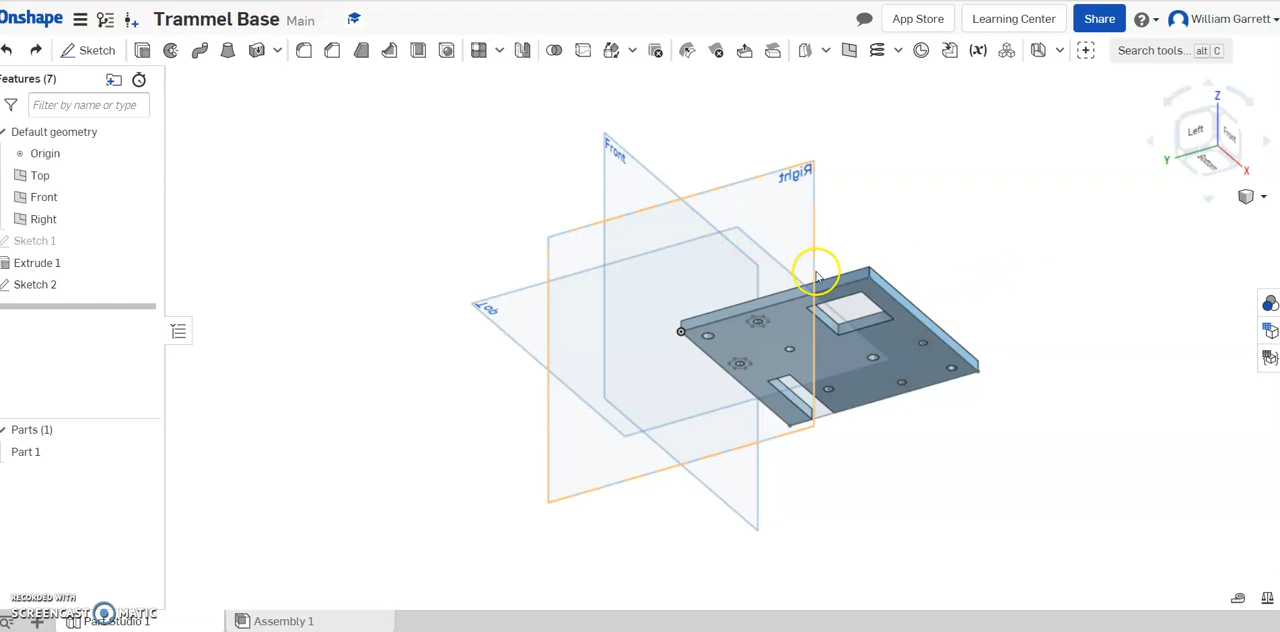 Onshape
Trammel Base Main
App Store
Learning Center
Share
William Garrett
Sketch
(x)
Search tools... alt C
Features (7)
Filter by name or type
Default geometry
Origin
Top
Front
Right
Sketch 1
Extrude 1
Sketch 2
Parts (1)
Part 1
Front
Right
Top
Z
Left
Front
Y
Bottom
X
RECORDED WITH
SCREENCAST MATIC
Part Studio 1
Assembly 1